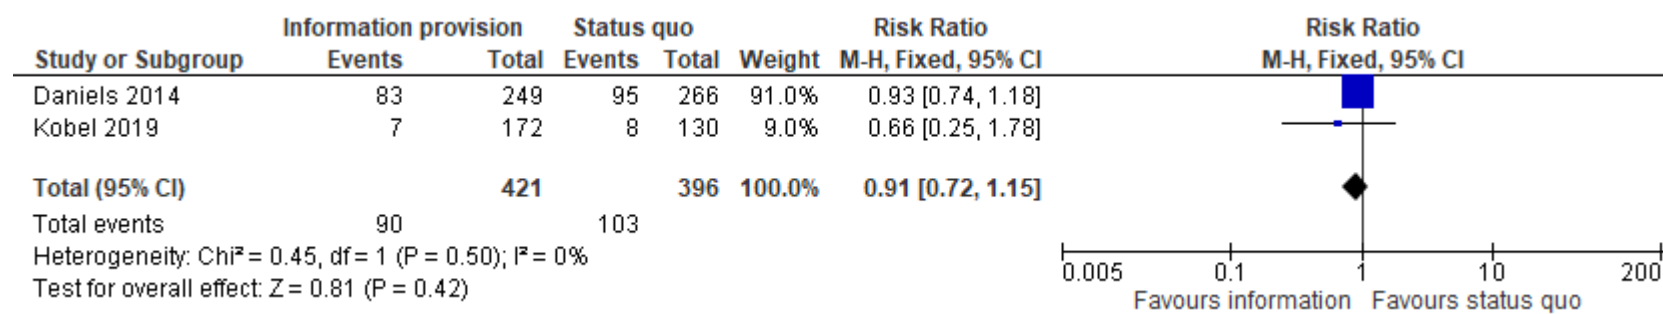 Information provision Status quo Risk Ratio Risk Ratio
Study or Subgroup Events Total Events Total Weight M-H, Fixed, 95% CI M-H, Fixed, 95% CI
Daniels 2014 83 249 95 266 91.0% 0.93 [0.74, 1.18]
Kobel 2019 7 172 8 130 9.0% 0.66 [0.25, 1.78]
Total (95% CI) 421 396 100.0% 0.91 [0.72, 1.15]
Total events 90 103
Heterogeneity: Chi² = 0.45, df = 1 (P = 0.50); I² = 0%
Test for overall effect: Z = 0.81 (P = 0.42)
0.005 0.1 1 10 200
Favours information Favours status quo